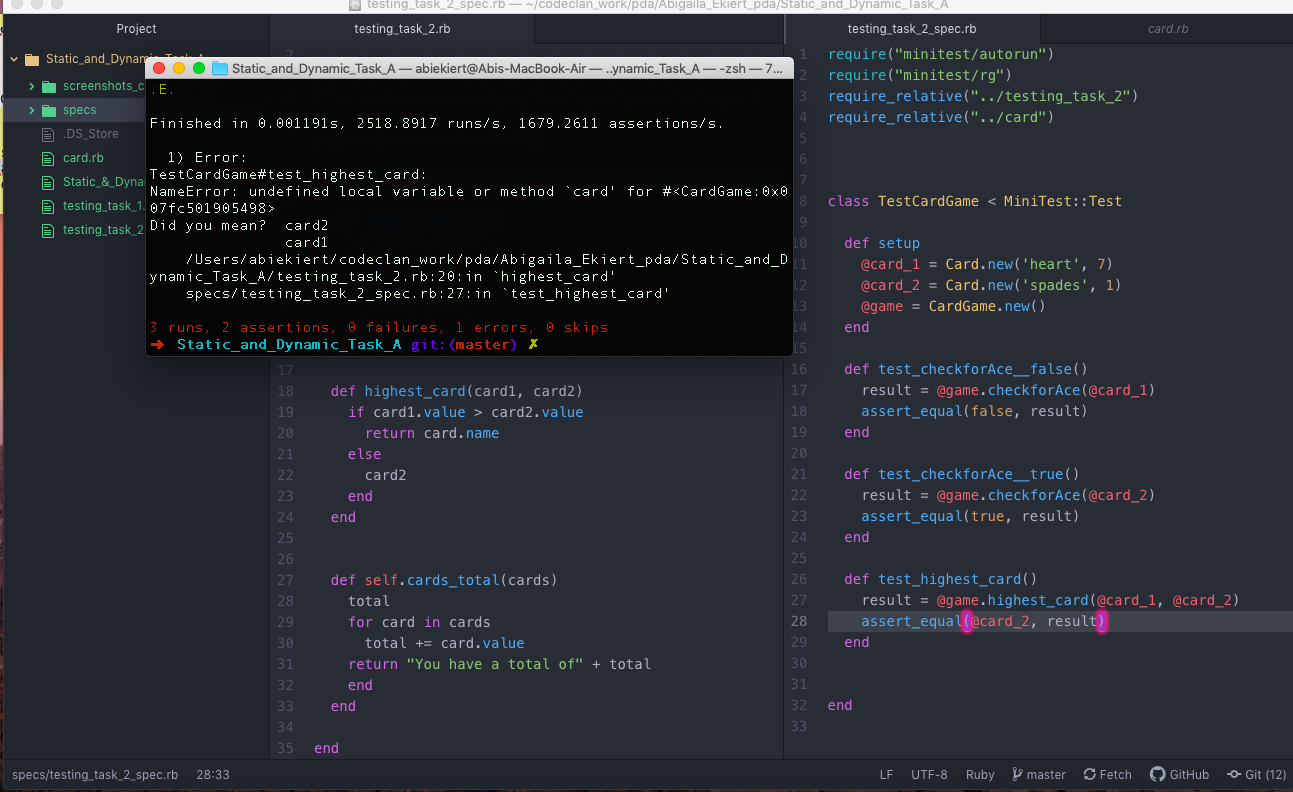 testing_task_2_spec.rb — ~/codeclan_work/pda/Abigaila_Ekiert_pda/Static_and_Dynamic_Task_A
Project
testing_task_2.rb
testing_task_2_spec.rb
card.rb
Static_and_Dynamic_Task_A
screenshots_c
specs
.DS_Store
card.rb
Static_&_Dyna
testing_task_1.
testing_task_2
Static_and_Dynamic_Task_A — abiekiert@Abis-MacBook-Air — ..ynamic_Task_A — -zsh — 7...
.E.
Finished in 0.001191s, 2518.8917 runs/s, 1679.2611 assertions/s.
1) Error:
TestCardGame#test_highest_card:
NameError: undefined local variable or method `card' for #<CardGame:0x0
07fc501905498>
Did you mean?  card2
card1
/Users/abiekiert/codeclan_work/pda/Abigaila_Ekiert_pda/Static_and_D
ynamic_Task_A/testing_task_2.rb:20:in `highest_card'
specs/testing_task_2_spec.rb:27:in `test_highest_card'
3 runs, 2 assertions, 0 failures, 1 errors, 0 skips
➜ Static_and_Dynamic_Task_A git:(master) ✗
2
17
18 def highest_card(card1, card2)
19 if card1.value > card2.value
20 return card.name
21 else
22 card2
23 end
24 end
25
26
27 def self.cards_total(cards)
28 total
29 for card in cards
30 total += card.value
31 return "You have a total of" + total
32 end
33 end
34
35 end
1 require("minitest/autorun")
2 require("minitest/rg")
3 require_relative("../testing_task_2")
4 require_relative("../card")
5
6
7
8 class TestCardGame < MiniTest::Test
9
10 def setup
11 @card_1 = Card.new('heart', 7)
12 @card_2 = Card.new('spades', 1)
13 @game = CardGame.new()
14 end
15
16 def test_checkforAce__false()
17 result = @game.checkforAce(@card_1)
18 assert_equal(false, result)
19 end
20
21 def test_checkforAce__true()
22 result = @game.checkforAce(@card_2)
23 assert_equal(true, result)
24 end
25
26 def test_highest_card()
27 result = @game.highest_card(@card_1, @card_2)
28 assert_equal(@card_2, result)
29 end
30
31
32 end
33
specs/testing_task_2_spec.rb 28:33
LF UTF-8 Ruby master Fetch GitHub Git (12)